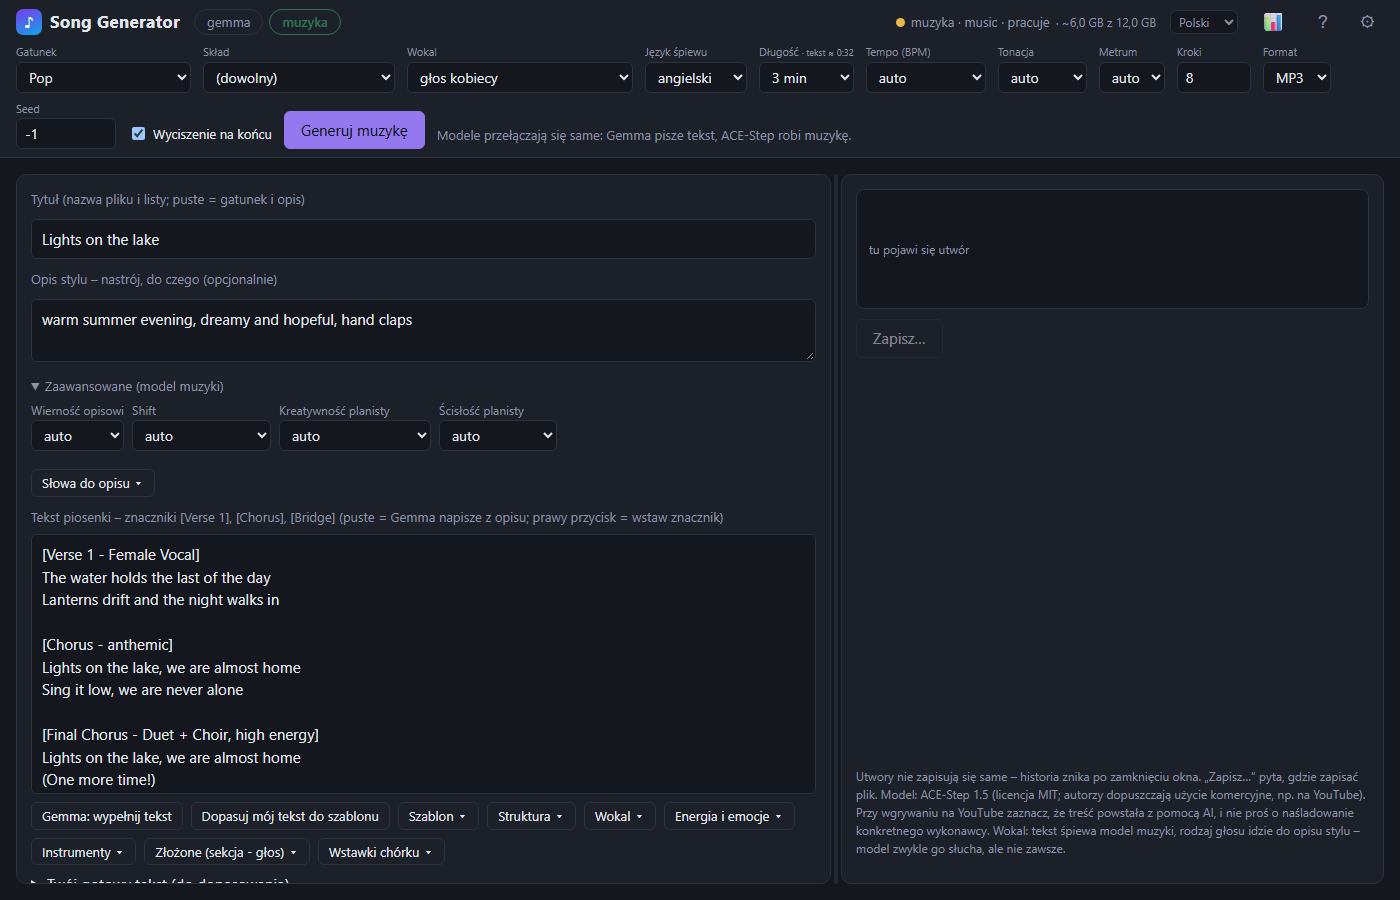 Song Generator
gemma
muzyka
muzyka · music · pracuje · ~6,0 GB z 12,0 GB
Polski
?
Gatunek
Skład
Wokal
Język śpiewu
Długość · tekst ≈ 0:32
Tempo (BPM)
Tonacja
Metrum
Kroki
Format
Pop
(dowolny)
głos kobiecy
angielski
3 min
auto
auto
auto
8
MP3
Seed
-1
Wyciszenie na końcu
Generuj muzykę
Modele przełączają się same: Gemma pisze tekst, ACE-Step robi muzykę.
Tytuł (nazwa pliku i listy; puste = gatunek i opis)
Lights on the lake
Opis stylu – nastrój, do czego (opcjonalnie)
warm summer evening, dreamy and hopeful, hand claps
Zaawansowane (model muzyki)
Wierność opisowi
Shift
Kreatywność planisty
Ścisłość planisty
auto
auto
auto
auto
Słowa do opisu
Tekst piosenki – znaczniki [Verse 1], [Chorus], [Bridge] (puste = Gemma napisze z opisu; prawy przycisk = wstaw znacznik)
[Verse 1 - Female Vocal]
The water holds the last of the day
Lanterns drift and the night walks in
[Chorus - anthemic]
Lights on the lake, we are almost home
Sing it low, we are never alone
[Final Chorus - Duet + Choir, high energy]
Lights on the lake, we are almost home
(One more time!)
Gemma: wypełnij tekst
Dopasuj mój tekst do szablonu
Szablon
Struktura
Wokal
Energia i emocje
Instrumenty
Złożone (sekcja - głos)
Wstawki chórku
Twój gotowy tekst (do dopasowania)
tu pojawi się utwór
Zapisz...
Utwory nie zapisują się same – historia znika po zamknięciu okna. „Zapisz...” pyta, gdzie zapisać
plik. Model: ACE-Step 1.5 (licencja MIT; autorzy dopuszczają użycie komercyjne, np. na YouTube).
Przy wgrywaniu na YouTube zaznacz, że treść powstała z pomocą AI, i nie proś o naśladowanie
konkretnego wykonawcy. Wokal: tekst śpiewa model muzyki, rodzaj głosu idzie do opisu stylu –
model zwykle go słucha, ale nie zawsze.